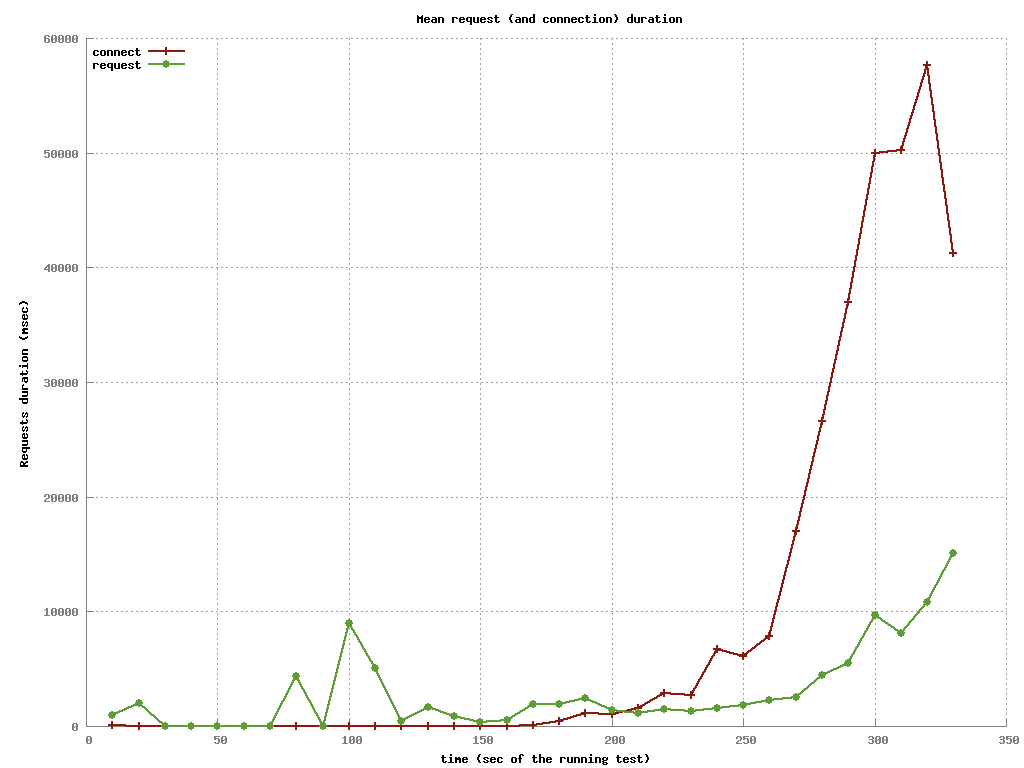 Mean request (and connection) duration
60000
connect
request
50000
40000
30000
20000
10000
0
Requests duration (msec)
0 50 100 150 200 250 300 350
time (sec of the running test)